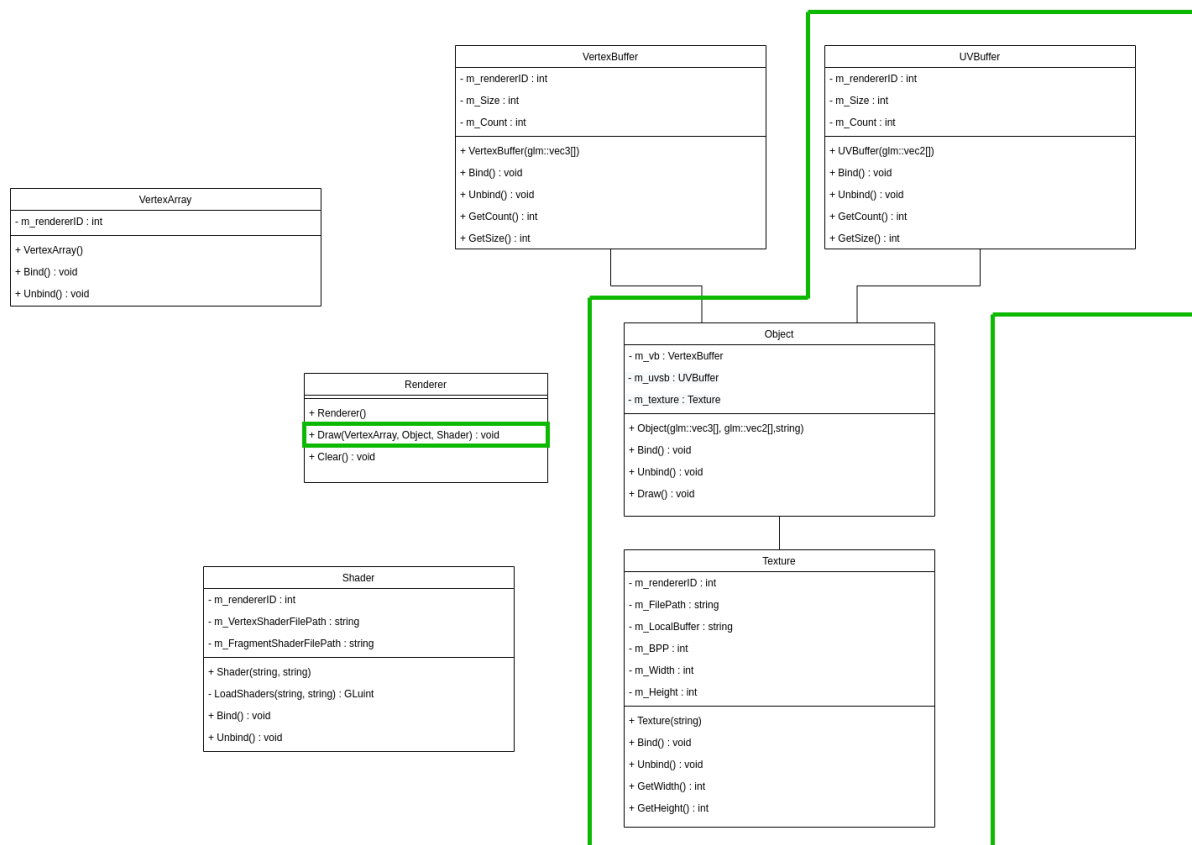 VertexBuffer
- m_rendererID : int
- m_Size : int
- m_Count : int
+ VertexBuffer(glm::vec3[])
+ Bind() : void
+ Unbind() : void
+ GetCount() : int
+ GetSize() : int
UVBuffer
- m_rendererID : int
- m_Size : int
- m_Count : int
+ UVBuffer(glm::vec2[])
+ Bind() : void
+ Unbind() : void
+ GetCount() : int
+ GetSize() : int
VertexArray
- m_rendererID : int
+ VertexArray()
+ Bind() : void
+ Unbind() : void
Object
- m_vb : VertexBuffer
- m_uvsb : UVBuffer
- m_texture : Texture
+ Object(glm::vec3[], glm::vec2[],string)
+ Bind() : void
+ Unbind() : void
+ Draw() : void
Renderer
+ Renderer()
+ Draw(VertexArray, Object, Shader) : void
+ Clear() : void
Shader
- m_rendererID : int
- m_VertexShaderFilePath : string
- m_FragmentShaderFilePath : string
+ Shader(string, string)
- LoadShaders(string, string) : GLuint
+ Bind() : void
+ Unbind() : void
Texture
- m_rendererID : int
- m_FilePath : string
- m_LocalBuffer : string
- m_BPP : int
- m_Width : int
- m_Height : int
+ Texture(string)
+ Bind() : void
+ Unbind() : void
+ GetWidth() : int
+ GetHeight() : int